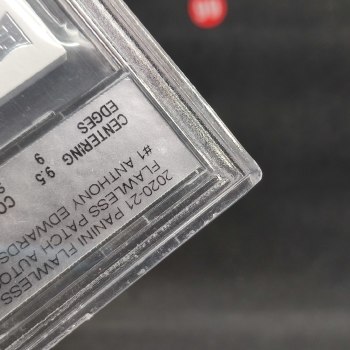 2020-21 PANINI FLAWLESS
FLAWLESS PATCH AUTO
#1 ANTHONY EDWARDS
CENTERING 9.5
EDGES 9